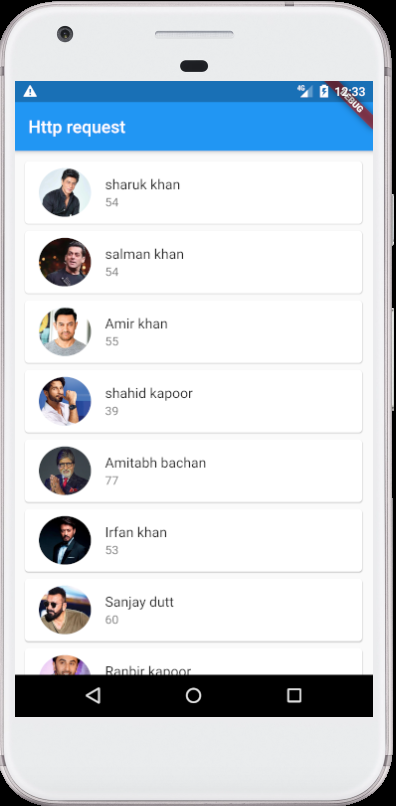 4G 12:33
DEBUG
Http request
sharuk khan
54
salman khan
54
Amir khan
55
shahid kapoor
39
Amitabh bachan
77
Irfan khan
53
Sanjay dutt
60
Ranbir kapoor